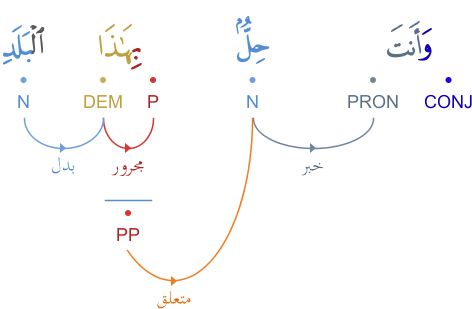 وَأَنتَ حِلٌّۢ بِهَٰذَا ٱلْبَلَدِ
CONJ PRON N P DEM N
خبر مجرور بدل
PP
متعلق